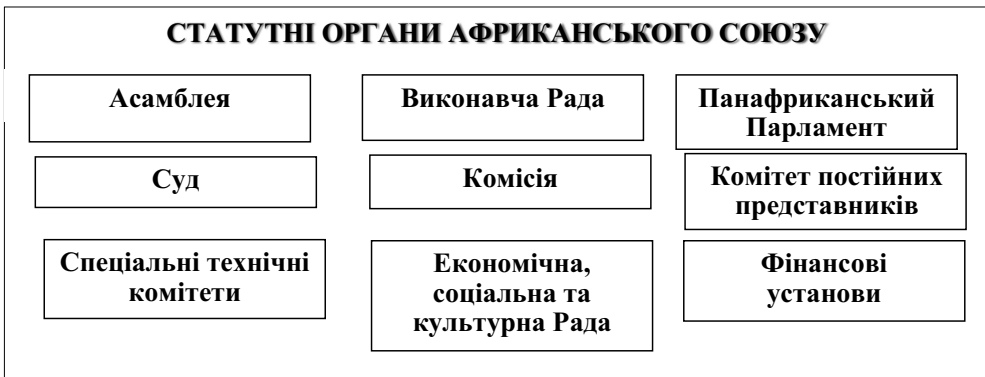 СТАТУТНІ ОРГАНИ АФРИКАНСЬКОГО СОЮЗУ
Асамблея
Виконавча Рада
Панафриканський
Парламент
Суд
Комісія
Комітет постійних
представників
Спеціальні технічні
комітети
Економічна,
соціальна та
культурна Рада
Фінансові
установи